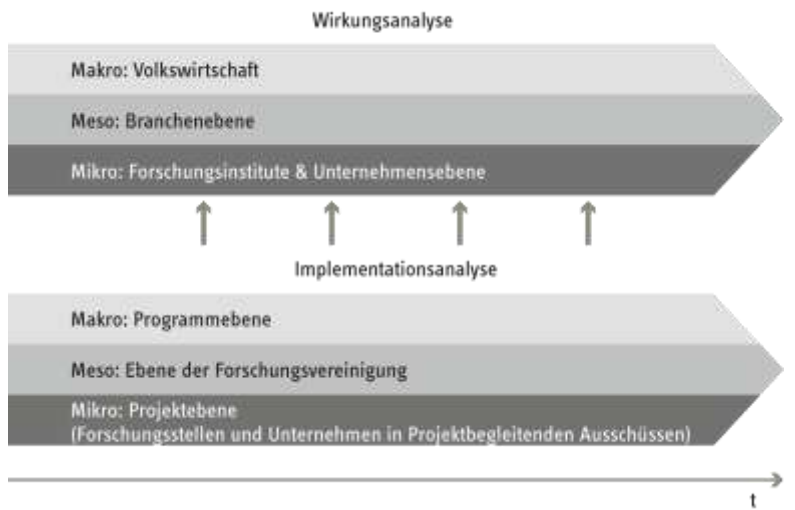 Wirkungsanalyse
Makro: Volkswirtschaft
Meso: Branchenebene
Mikro: Forschungsinstitute & Unternehmensebene
Implementationsanalyse
Makro: Programmebene
Meso: Ebene der Forschungsvereinigung
Mikro: Projektebene
(Forschungsstellen und Unternehmen in Projektbegleitenden Ausschüssen)
t